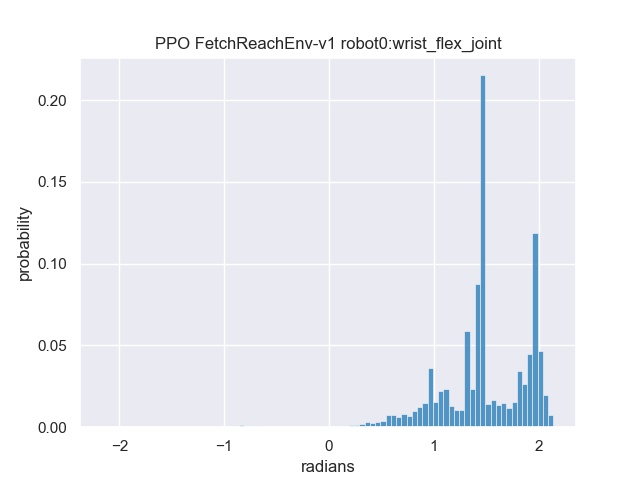 PPO FetchReachEnv-v1 robot0:wrist_flex_joint
0.20
0.15
0.10
0.05
0.00
probability
−2 −1 0 1 2
radians